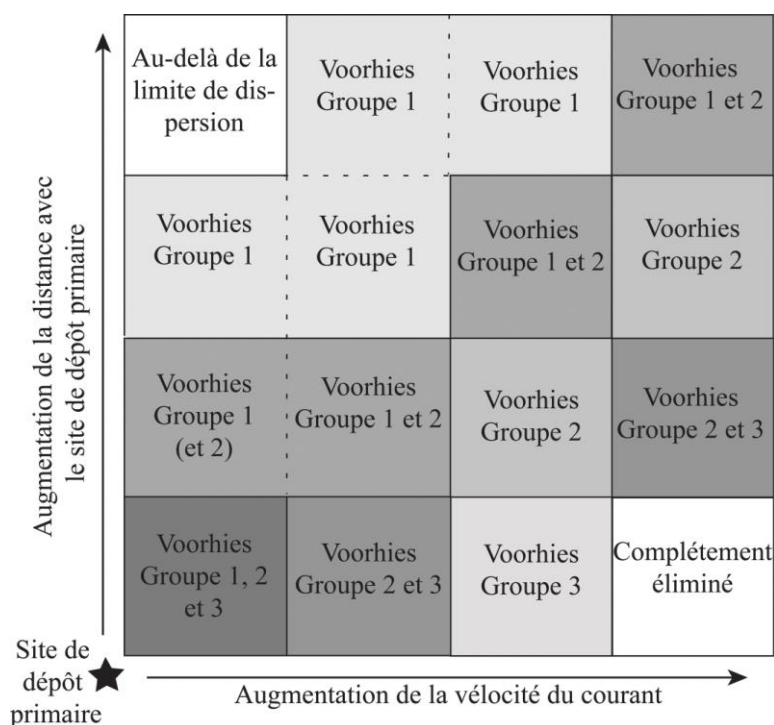 Au-delà de la
limite de dis-
persion
Voorhies
Groupe 1
Voorhies
Groupe 1
Voorhies
Groupe 1 et 2
Voorhies
Groupe 1
Voorhies
Groupe 1
Voorhies
Groupe 1 et 2
Voorhies
Groupe 2
Voorhies
Groupe 1
(et 2)
Voorhies
Groupe 1 et 2
Voorhies
Groupe 2
Voorhies
Groupe 2 et 3
Voorhies
Groupe 1, 2
et 3
Voorhies
Groupe 2 et 3
Voorhies
Groupe 3
Complétement
éliminé
Augmentation de la distance avec
le site de dépôt primaire
Site de
dépôt
primaire
Augmentation de la vélocité du courant